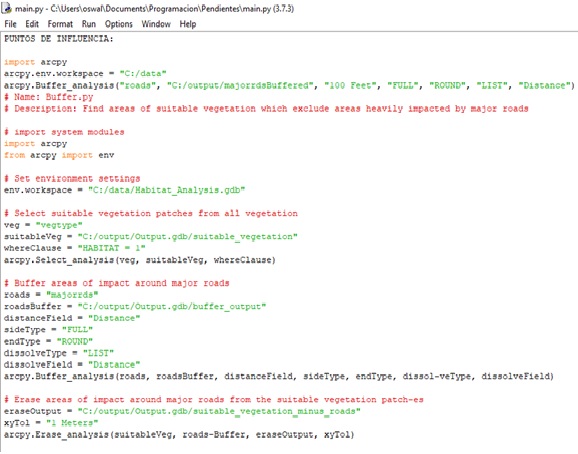 main.py - C:\Users\oswal\Documents\Programacion\Pendientes\main.py (3.7.3)
File Edit Format Run Options Window Help
PUNTOS DE INFLUENCIA:
import arcpy
arcpy.env.workspace = "C:/data"
arcpy.Buffer_analysis("roads", "C:/output/majorrdsBuffered", "100 Feet", "FULL", "ROUND", "LIST", "Distance")
# Name: Buffer.py
# Description: Find areas of suitable vegetation which exclude areas heavily impacted by major roads
# import system modules
import arcpy
from arcpy import env
# Set environment settings
env.workspace = "C:/data/Habitat_Analysis.gdb"
# Select suitable vegetation patches from all vegetation
veg = "vegtype"
suitableVeg = "C:/output/Output.gdb/suitable_vegetation"
whereClause = "HABITAT = 1"
arcpy.Select_analysis(veg, suitableVeg, whereClause)
# Buffer areas of impact around major roads
roads = "majorrds"
roadsBuffer = "C:/output/Output.gdb/buffer_output"
distanceField = "Distance"
sideType = "FULL"
endType = "ROUND"
dissolveType = "LIST"
dissolveField = "Distance"
arcpy.Buffer_analysis(roads, roadsBuffer, distanceField, sideType, endType, dissol-veType, dissolveField)
# Erase areas of impact around major roads from the suitable vegetation patch-es
eraseOutput = "C:/output/Output.gdb/suitable_vegetation_minus_roads"
xyTol = "1 Meters"
arcpy.Erase_analysis(suitableVeg, roads-Buffer, eraseOutput, xyTol)